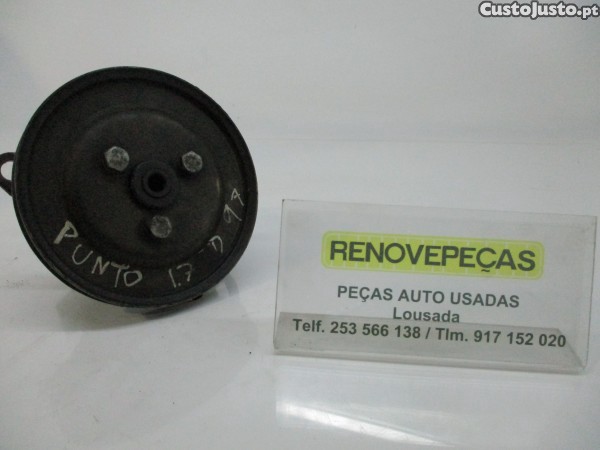 CustoJusto.pt
PUNTO 1.7 D 97
RENOVEPEÇAS
PEÇAS AUTO USADAS
Lousada
Telf. 253 566 138 / Tlm. 917 152 020